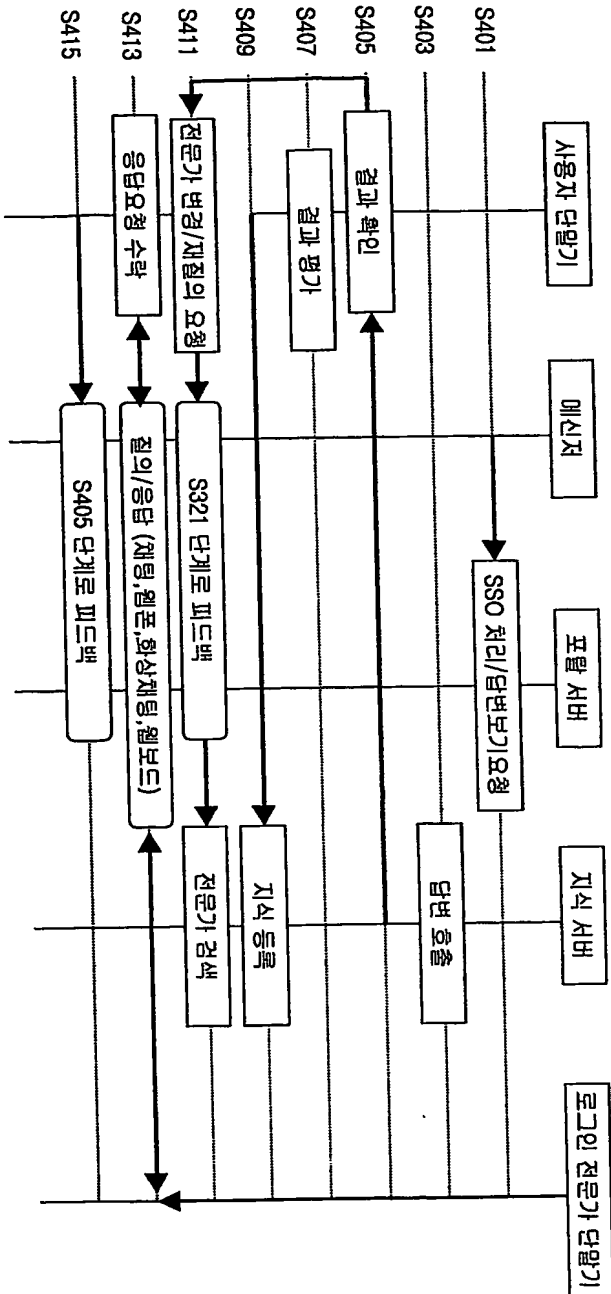 사용자 단말기
메신저
포탈 서버
지식 서버
로그인 전문가 단말기
S401
SSO 처리/답변보기요청
S403
답변 호출
S405
결과 확인
S407
결과 평가
S409
지식 등록
S411
전문가 변경/재질의 요청
S321 단계로 피드백
전문가 검색
S413
응답요청 수락
질의/응답 (채팅,웹폰,화상채팅,웹보드)
S415
S405 단계로 피드백